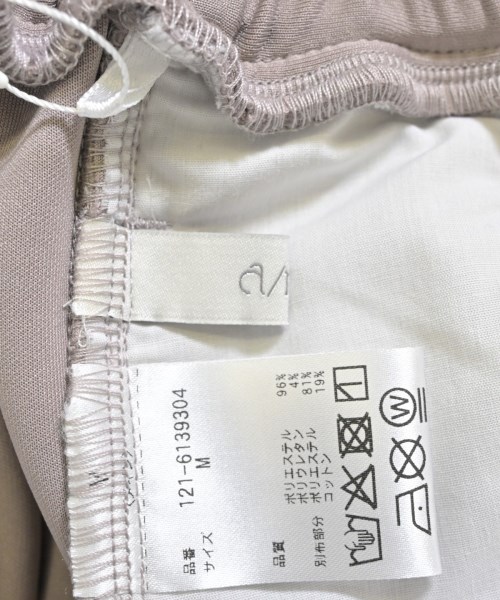 品番 121-6139304
サイズ M
品質 ポリエステル 96%
ポリウレタン 4%
別布部分 ポリエステル 81%
コットン 19%
W